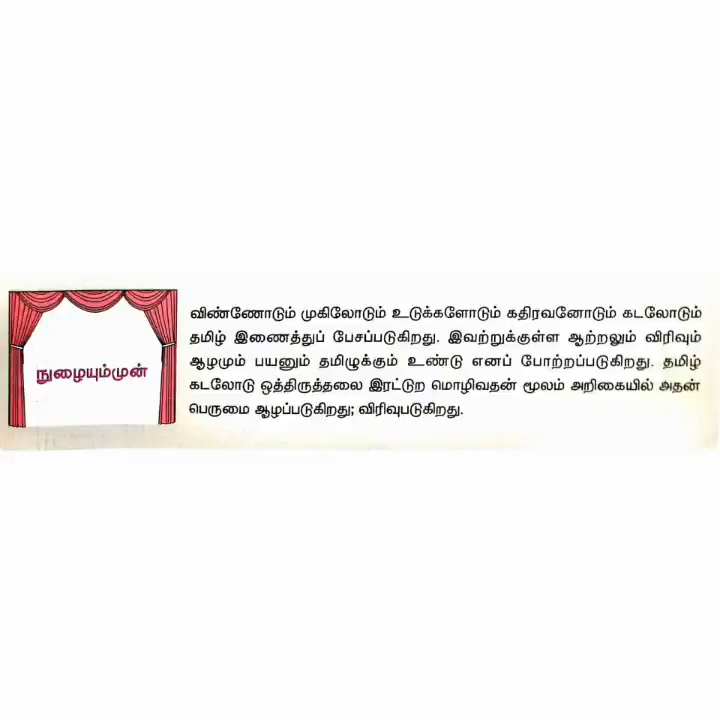 நுழையும்முன்
விண்ணோடும் முகிலோடும் உடுக்களோடும் கதிரவனோடும் கடலோடும்
தமிழ் இணைத்துப் பேசப்படுகிறது. இவற்றுக்குள்ள ஆற்றலும் விரிவும்
ஆழமும் பயனும் தமிழுக்கும் உண்டு எனப் போற்றப்படுகிறது. தமிழ்
கடலோடு ஒத்திருத்தலை இரட்டுற மொழிவதன் மூலம் அறிகையில் அதன்
பெருமை ஆழப்படுகிறது; விரிவுபடுகிறது.